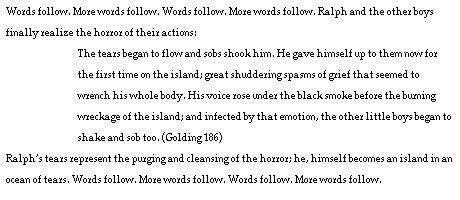 Words follow. More words follow. Words follow. More words follow. Ralph and the other boys
finally realize the horror of their actions:
The tears began to flow and sobs shook him. He gave himself up to them now for
the first time on the island; great shuddering spasms of grief that seemed to
wrench his whole body. His voice rose under the black smoke before the burning
wreckage of the island; and infected by that emotion, the other little boys began to
shake and sob too. (Golding 186)
Ralph's tears represent the purging and cleansing of the horror; he, himself becomes an island in an
ocean of tears. Words follow. More words follow. Words follow. More words follow.